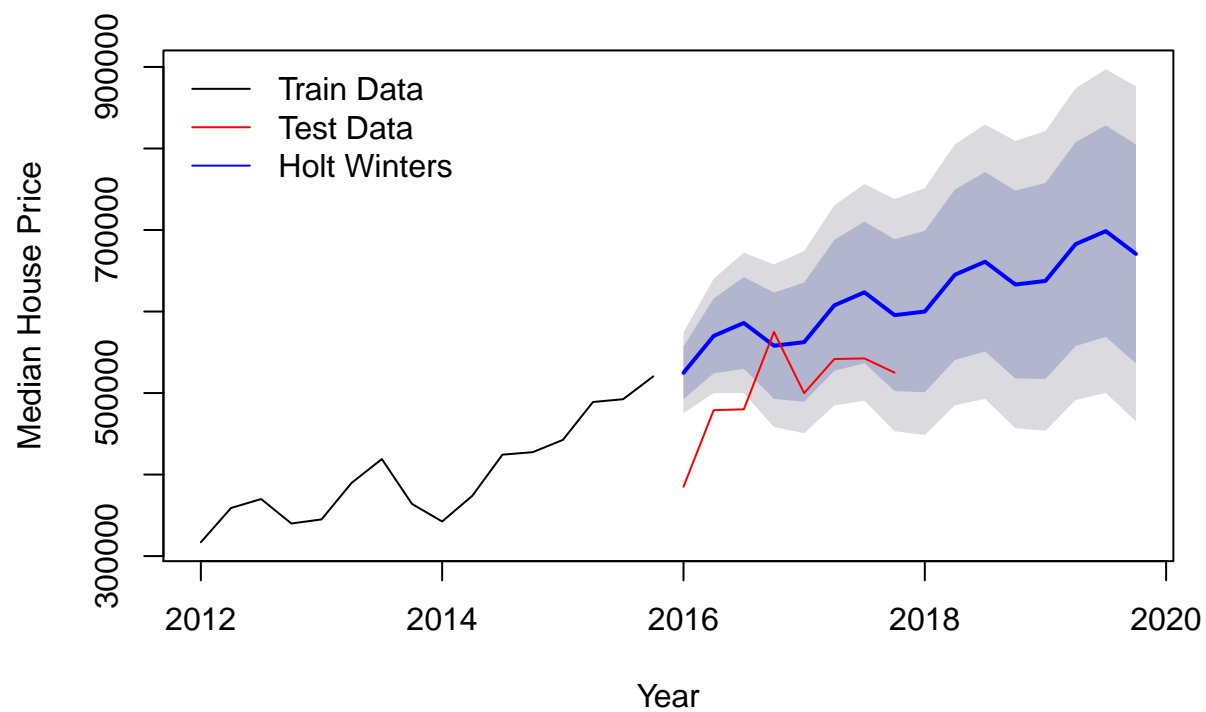 Median House Price
900000
700000
500000
300000
Train Data
Test Data
Holt Winters
2012 2014 2016 2018 2020
Year